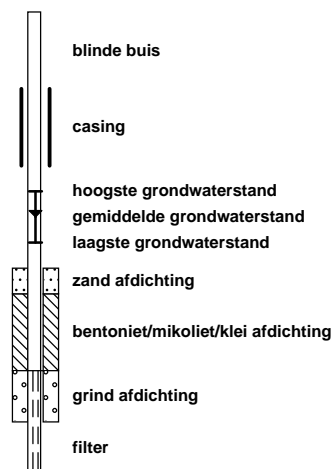 blinde buis
casing
hoogste grondwaterstand
gemiddelde grondwaterstand
laagste grondwaterstand
zand afdichting
bentoniet/mikoliet/klei afdichting
grind afdichting
filter